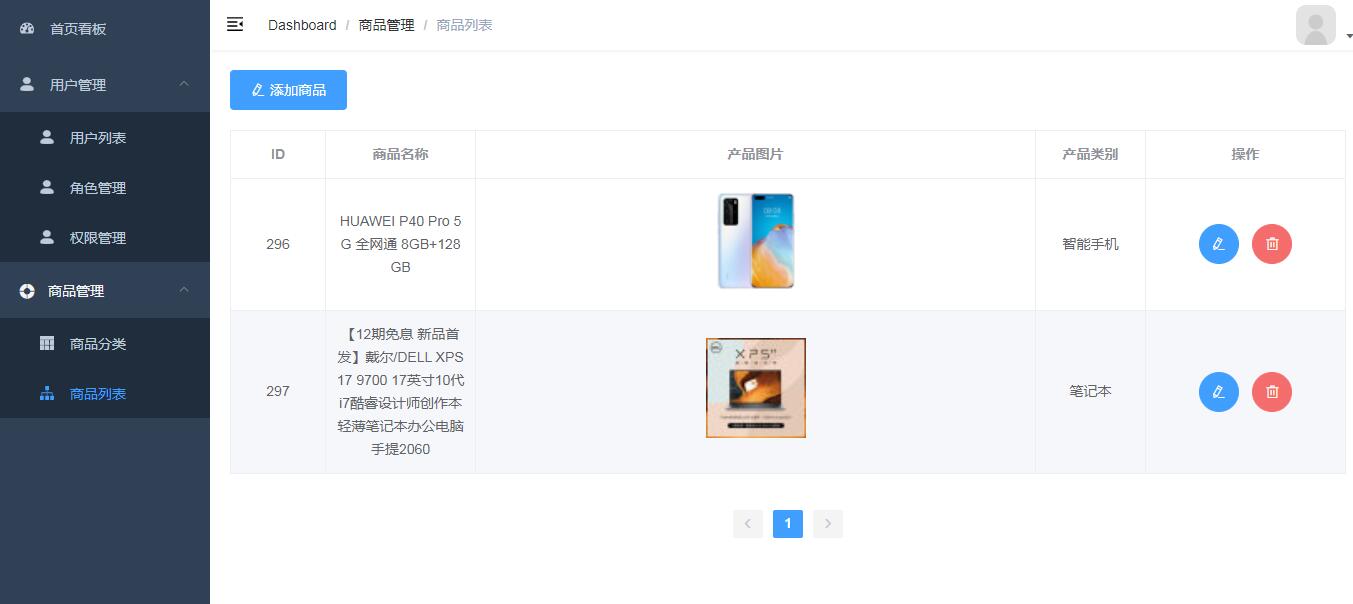 首页看板
用户管理
用户列表
角色管理
权限管理
商品管理
商品分类
商品列表
Dashboard / 商品管理 / 商品列表
添加商品
ID 商品名称 产品图片 产品类别 操作
296
HUAWEI P40 Pro 5
G 全网通 8GB+128
GB
08:08
智能手机
297
【12期免息 新品首
发】戴尔/DELL XPS
17 9700 17英寸10代
i7酷睿设计师创作本
轻薄笔记本办公电脑
手提2060
XPS
笔记本
1